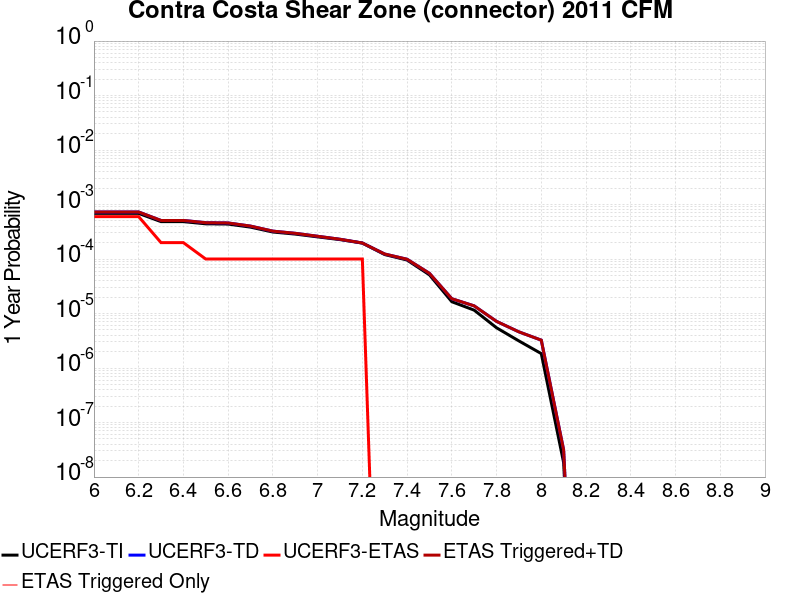 Contra Costa Shear Zone (connector) 2011 CFM
10^0
10^-1
10^-2
10^-3
10^-4
10^-5
10^-6
10^-7
10^-8
1 Year Probability
6 6.2 6.4 6.6 6.8 7 7.2 7.4 7.6 7.8 8 8.2 8.4 8.6 8.8 9
Magnitude
UCERF3-TI UCERF3-TD UCERF3-ETAS ETAS Triggered+TD
ETAS Triggered Only